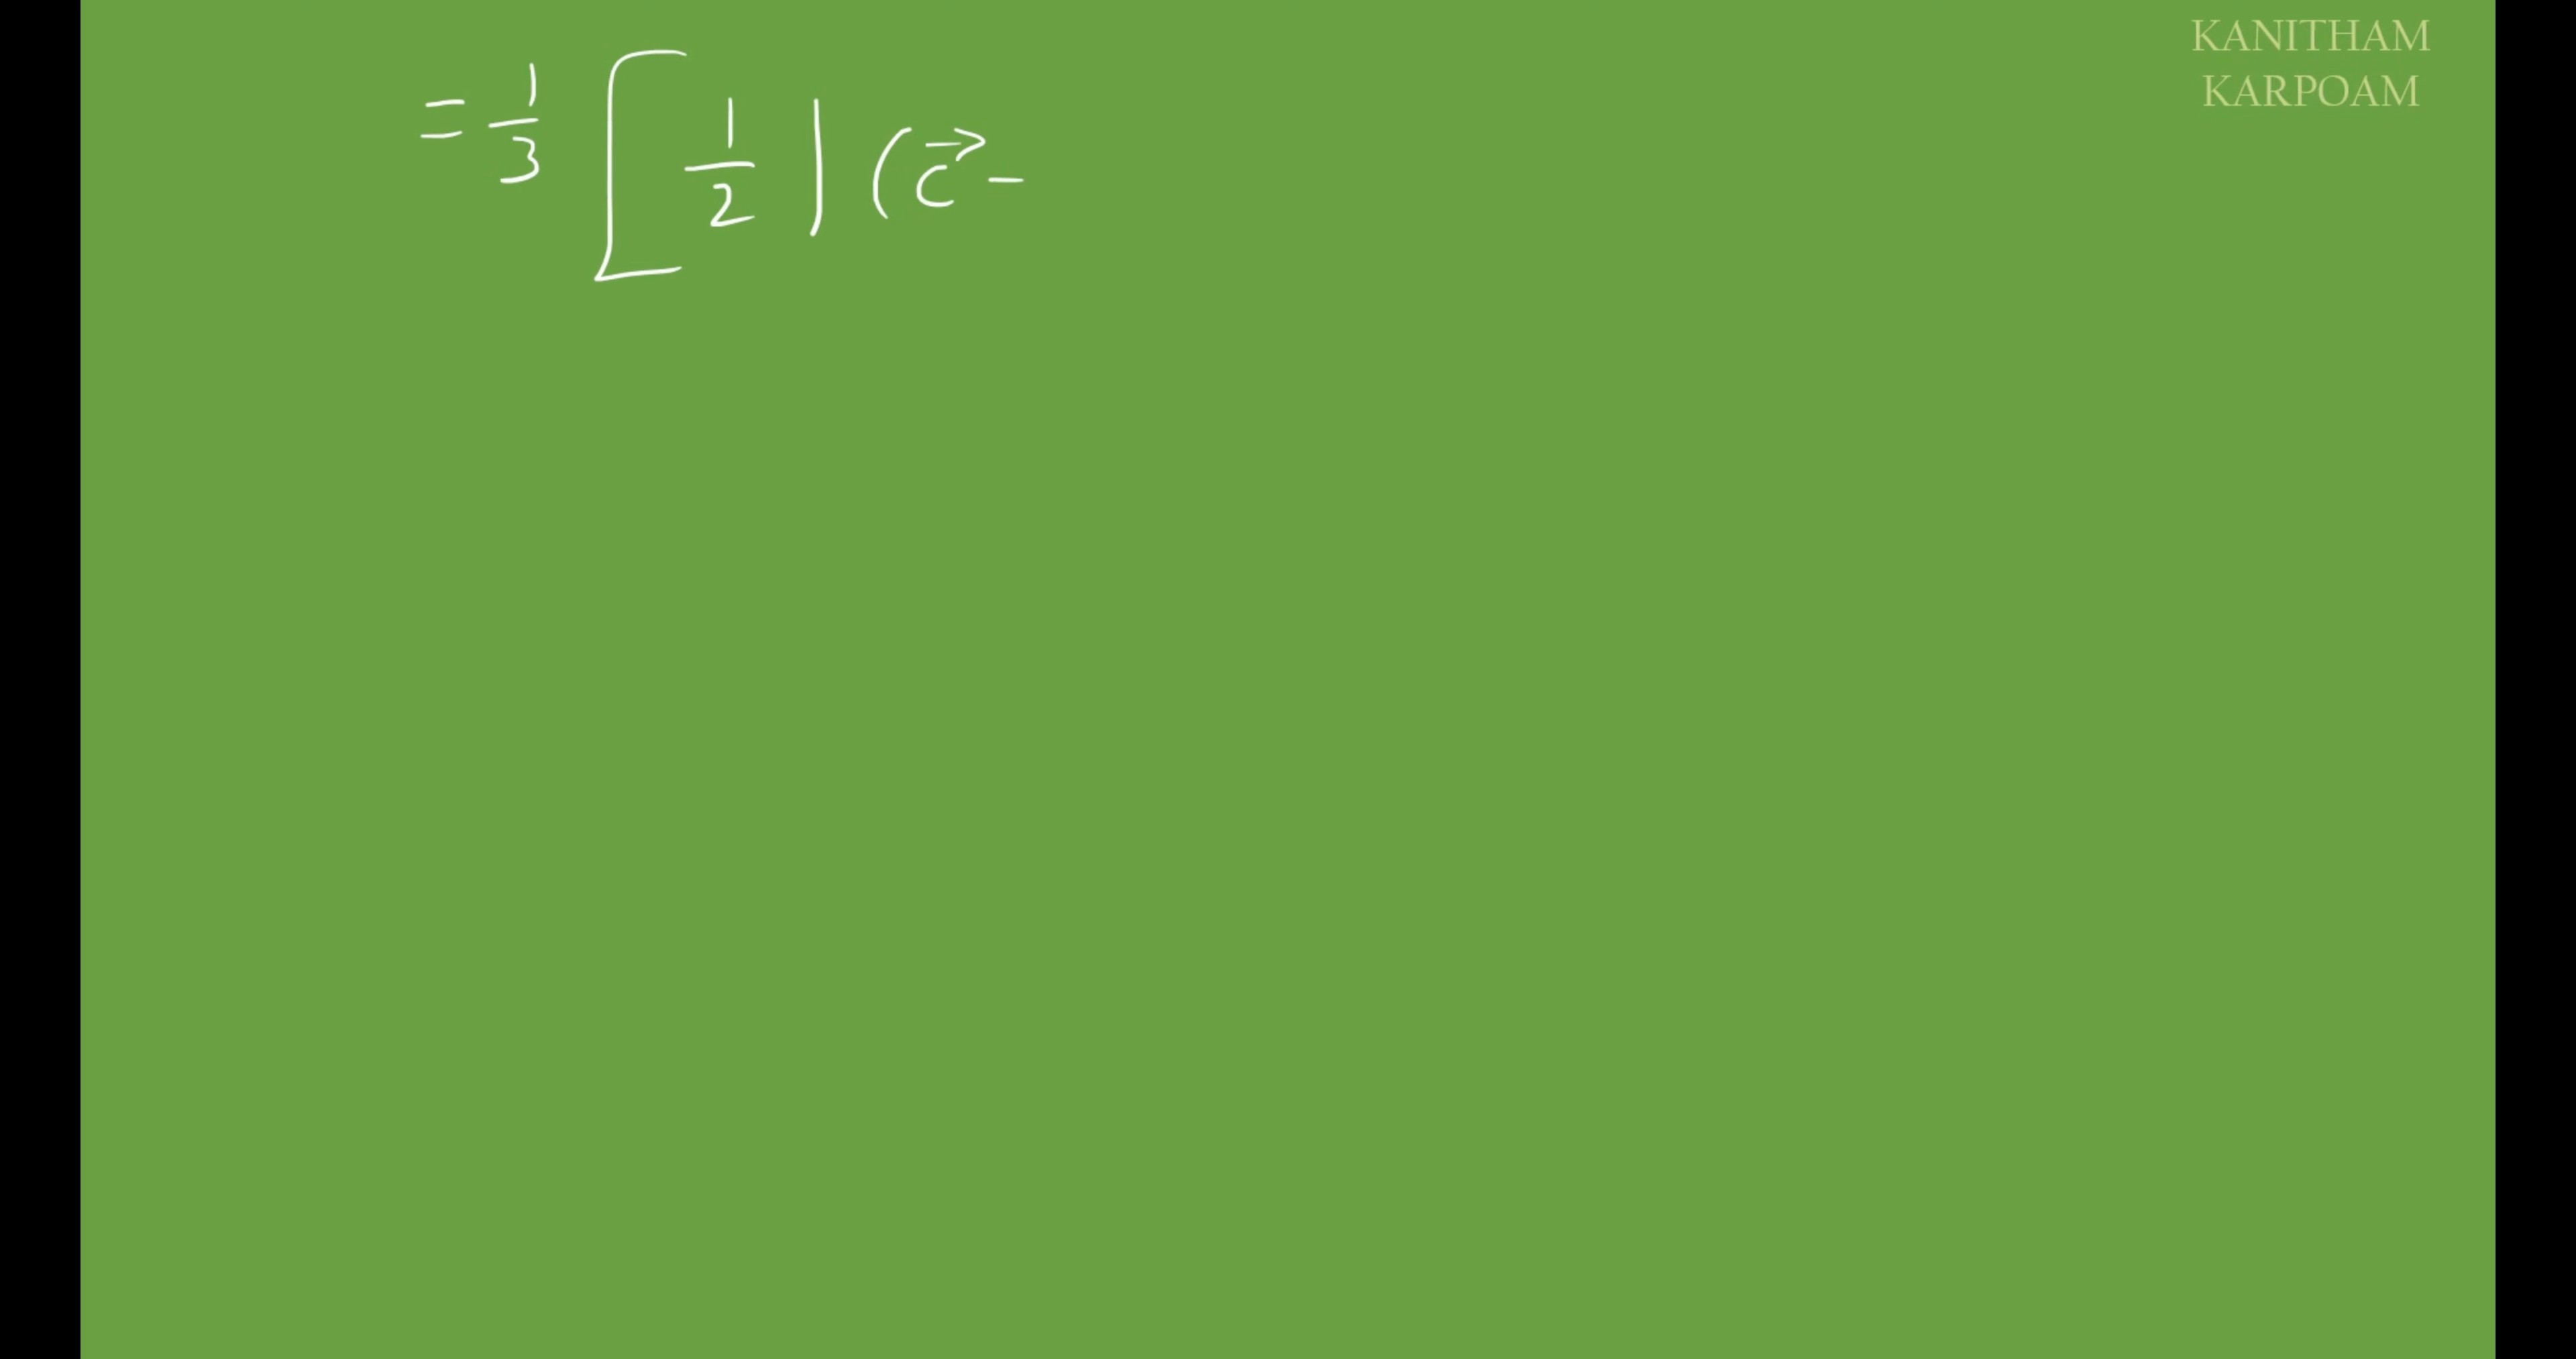 KANITHAM
KARPOAM
= 1/3 [ 1/2 | (c⃗ −